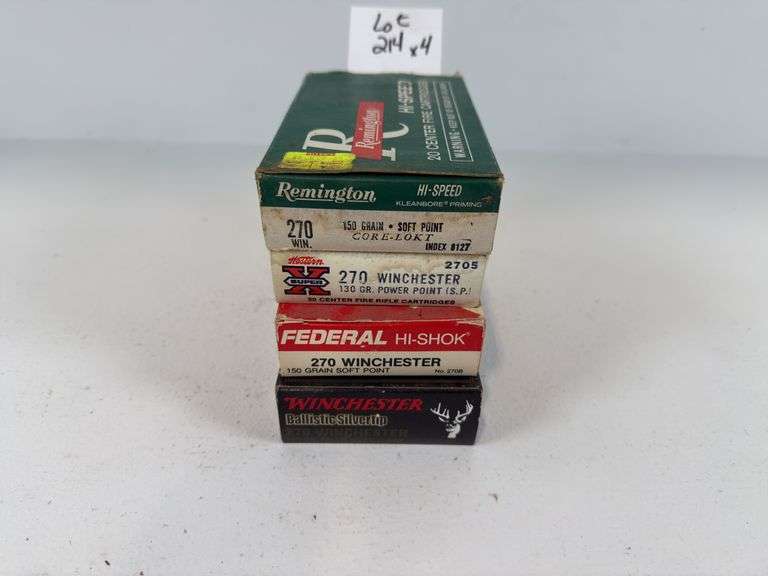 Lot
214 x4
HI-SPEED
Remington
20 CENTER FIRE CARTRIDGES
Remington HI-SPEED
KLEANBORE® PRIMING
270 150 GRAIN • SOFT POINT
WIN. CORE-LOKT
INDEX 8127
Western 2705
X SUPER 270 WINCHESTER
130 GR. POWER POINT (S.P.)
20 CENTER FIRE RIFLE CARTRIDGES
FEDERAL HI-SHOK®
270 WINCHESTER
150 GRAIN SOFT POINT No. 270B
WINCHESTER
Ballistic Silvertip
270 WINCHESTER